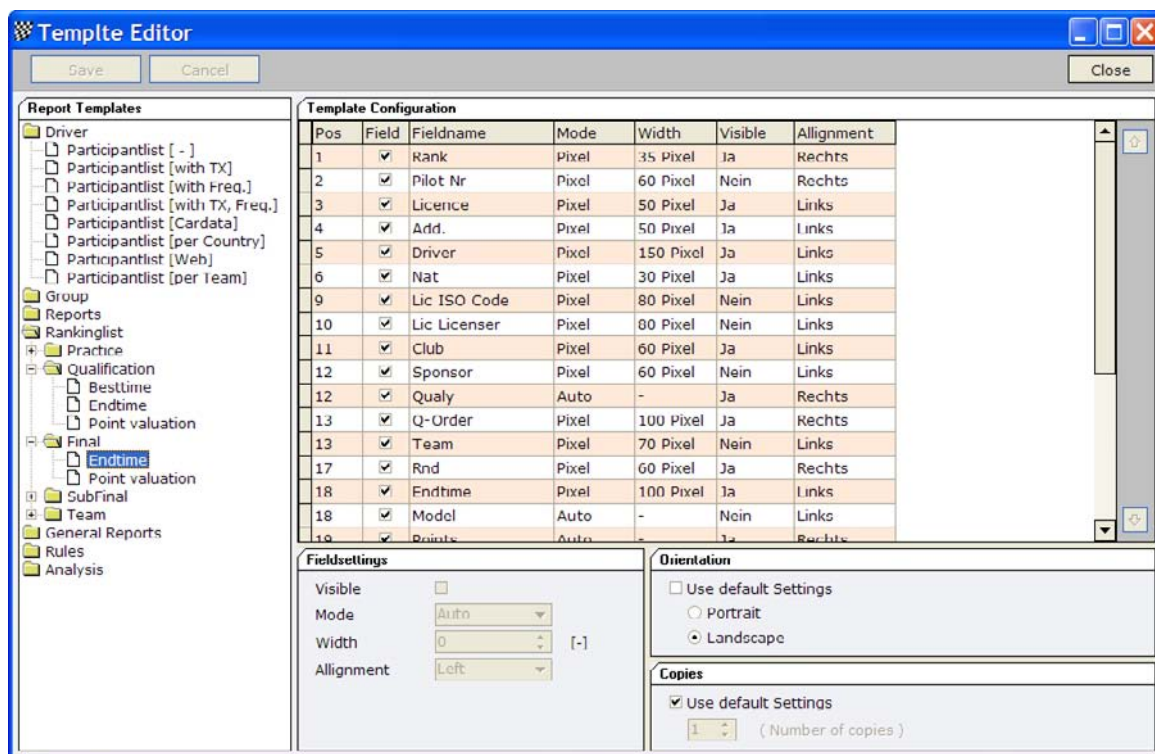 Templte Editor
Save Cancel Close
Report Templates
Driver
Participantlist [ - ]
Participantlist [with TX]
Participantlist [with Freq.]
Participantlist [with TX, Freq.]
Participantlist [Cardata]
Participantlist [per Country]
Participantlist [Web]
Participantlist [per Team]
Group
Reports
Rankinglist
Practice
Qualification
Besttime
Endtime
Point valuation
Final
Endtime
Point valuation
SubFinal
Team
General Reports
Rules
Analysis
Template Configuration
Pos Field Fieldname Mode Width Visible Allignment
1 Rank Pixel 35 Pixel Ja Rechts
2 Pilot Nr Pixel 60 Pixel Nein Rechts
3 Licence Pixel 50 Pixel Ja Links
4 Add. Pixel 50 Pixel Ja Links
5 Driver Pixel 150 Pixel Ja Links
6 Nat Pixel 30 Pixel Ja Links
9 Lic ISO Code Pixel 80 Pixel Nein Links
10 Lic Licenser Pixel 80 Pixel Nein Links
11 Club Pixel 60 Pixel Ja Links
12 Sponsor Pixel 60 Pixel Nein Links
12 Qualy Auto - Ja Rechts
13 Q-Order Pixel 100 Pixel Ja Rechts
13 Team Pixel 70 Pixel Nein Links
17 Rnd Pixel 60 Pixel Ja Rechts
18 Endtime Pixel 100 Pixel Ja Links
18 Model Auto - Nein Links
19 Points Auto - Ja Rechts
Fieldsettings
Visible
Mode Auto
Width 0 [-]
Allignment Left
Orientation
Use default Settings
Portrait
Landscape
Copies
Use default Settings
1 ( Number of copies )